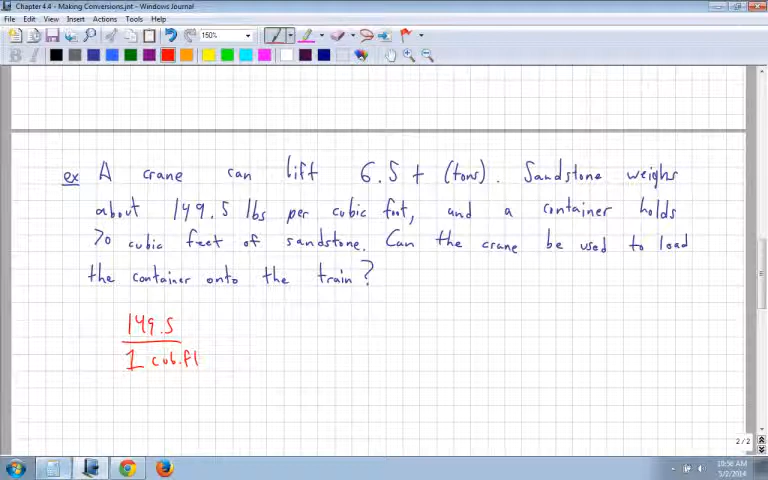 Chapter 4.4 - Making Conversions.jnt - Windows Journal
File Edit View Insert Actions Tools Help
150%
B I
ex A crane can lift 6.5 t (tons). Sandstone weighs
about 149.5 lbs per cubic foot, and a container holds
70 cubic feet of sandstone. Can the crane be used to load
the container onto the train?
149.5
1 cub.ft
2/2
10:56 AM
5/2/2014